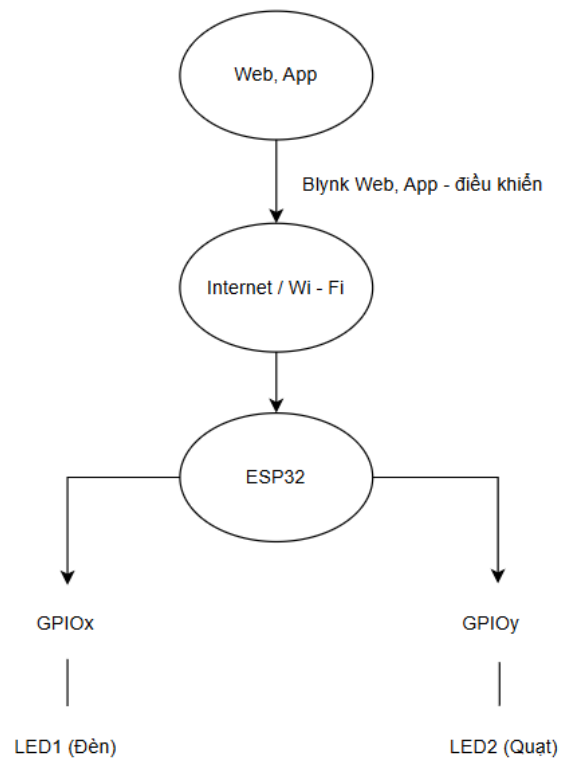 Web, App
Blynk Web, App - điều khiển
Internet / Wi - Fi
ESP32
GPIOx
GPIOy
LED1 (Đèn)
LED2 (Quạt)